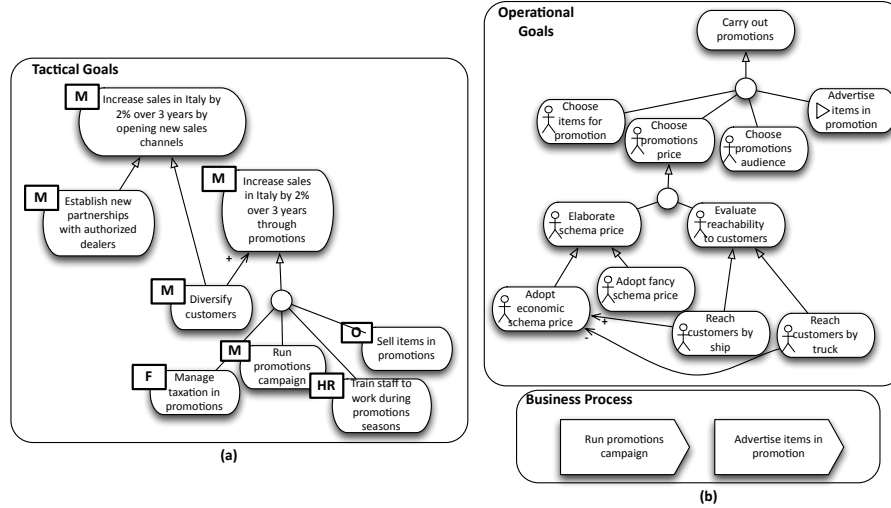 Tactical Goals
M
Increase sales in Italy by
2% over 3 years by
opening new sales
channels
M
Increase sales
in Italy by 2%
over 3 years
through
promotions
M
Establish new
partnerships
with authorized
dealers
+
M
Diversify
customers
O
Sell items in
promotions
M
Run
promotions
campaign
F
Manage
taxation in
promotions
HR
Train staff to
work during
promotions
seasons
(a)
Operational
Goals
Carry out
promotions
Choose
items for
promotion
Choose
promotions
price
Choose
promotions
audience
Advertise
items in
promotion
Elaborate
schema price
Evaluate
reachability
to customers
Adopt
economic
schema price
Adopt fancy
schema price
+
-
Reach
customers by
ship
Reach
customers by
truck
Business Process
Run promotions
campaign
Advertise items in
promotion
(b)